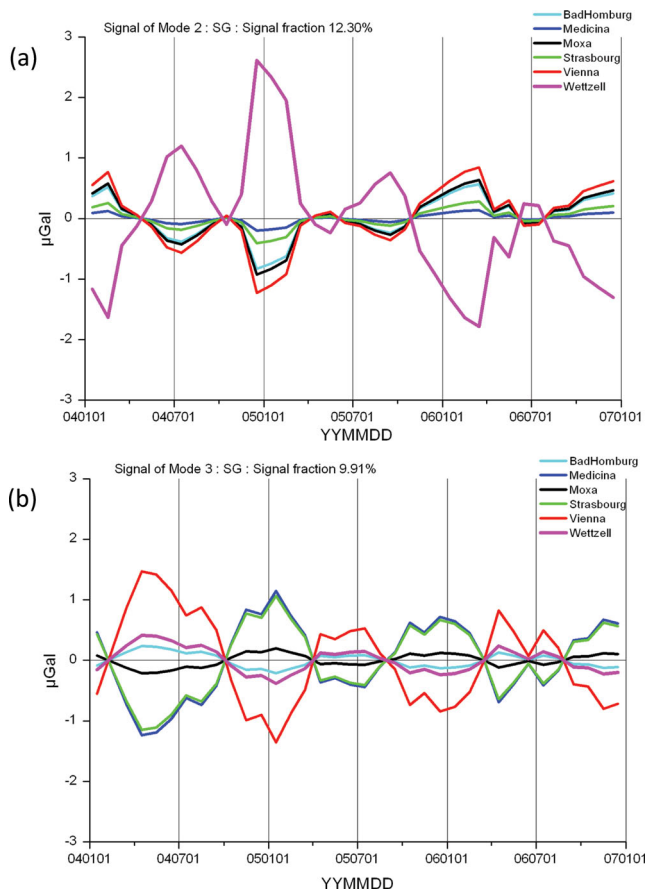 (a)
Signal of Mode 2 : SG : Signal fraction 12.30%
BadHomburg
Medicina
Moxa
Strasbourg
Vienna
Wettzell
3
2
1
0
-1
-2
-3
µGal
040101 040701 050101 050701 060101 060701 070101
YYMMDD
(b)
Signal of Mode 3 : SG : Signal fraction 9.91%
BadHomburg
Medicina
Moxa
Strasbourg
Vienna
Wettzell
3
2
1
0
-1
-2
-3
µGal
040101 040701 050101 050701 060101 060701 070101
YYMMDD